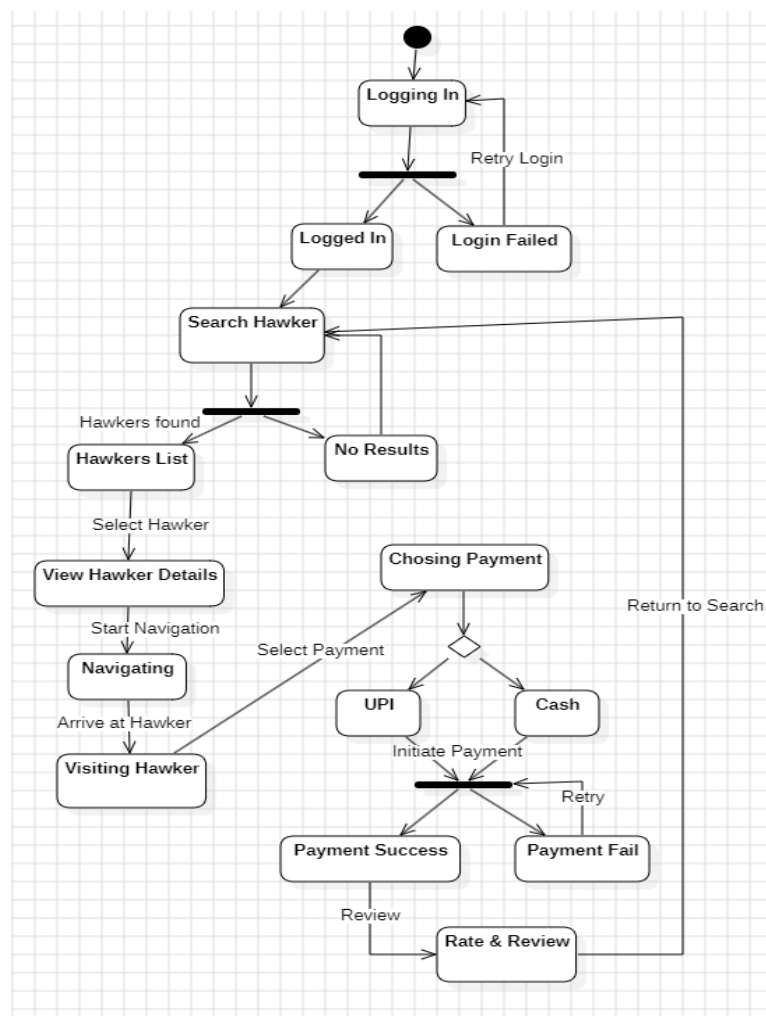 Logging In
Retry Login
Logged In
Login Failed
Search Hawker
Hawkers found
No Results
Hawkers List
Select Hawker
Chosing Payment
View Hawker Details
Return to Search
Start Navigation
Select Payment
Navigating
UPI
Cash
Arrive at Hawker
Initiate Payment
Visiting Hawker
Retry
Payment Success
Payment Fail
Review
Rate & Review